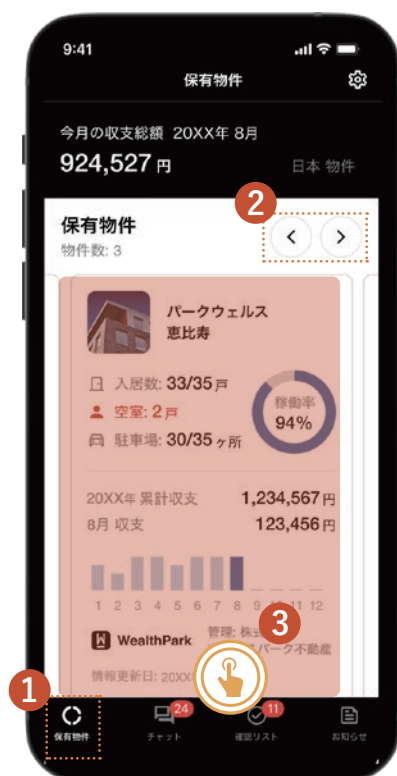 9:41
保有物件
今月の収支総額 20XX年 8月
924,527 円
日本 物件
2
保有物件
物件数: 3
パークウェルス
恵比寿
入居数: 33/35 戸
空室: 2 戸
駐車場: 30/35 ヶ所
稼働率
94%
20XX年 累計収支 1,234,567 円
8月 収支 123,456 円
1 2 3 4 5 6 7 8 9 10 11 12
3
WealthPark
管理: 株式
パーク不動産
情報更新日: 20XX
1
24
11
保有物件
チャット
確認リスト
お知らせ